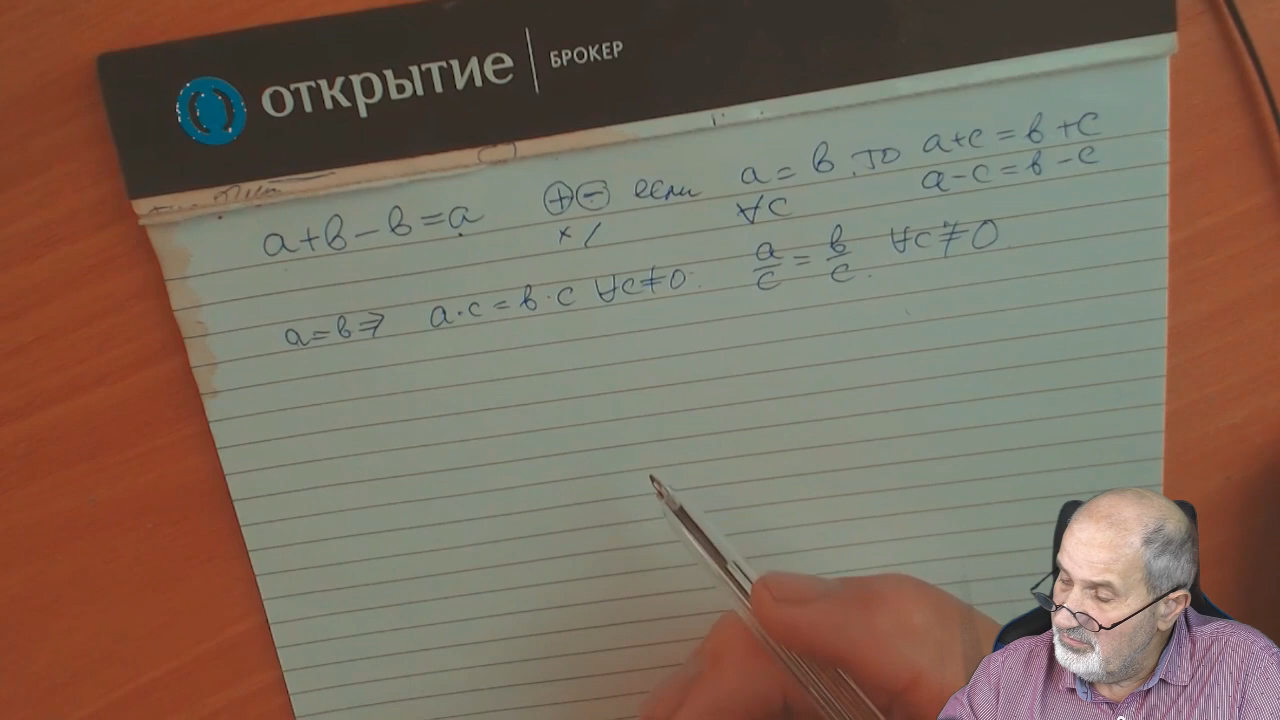 открытие | БРОКЕР
a+в-в=a ⊕⊖ если a=в, то a+c=в+c
× / ∀c a-c=в-c
a=в⇒ a·c=в·c ∀c≠0. a/c = в/c. ∀c≠0